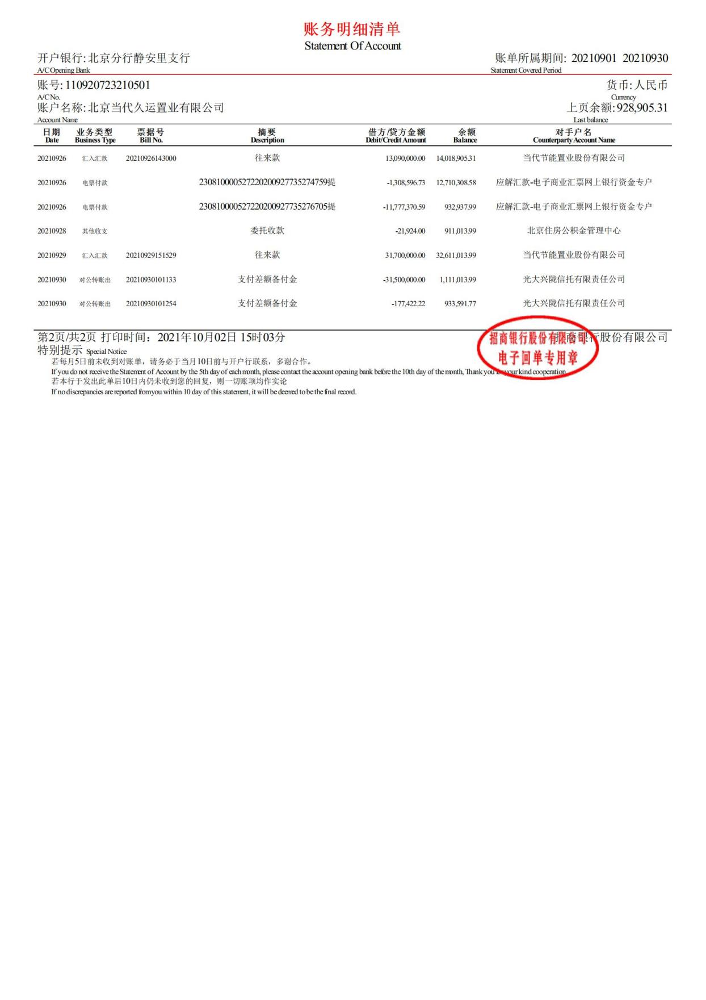 账务明细清单
Statement Of Account
开户银行:北京分行静安里支行 账单所属期间: 20210901 20210930
A/C Opening Bank Statement Covered Period
账号:110920723210501 货币:人民币
A/C No. Currency
账户名称:北京当代久运置业有限公司 上页余额:928,905.31
Account Name Last balance
日期 业务类型 票据号 摘要 借方/贷方金额 余额 对手户名
Date Business Type Bill No. Description Debit/Credit Amount Balance Counterparty Account Name
20210926 汇入汇款 20210926143000 往来款 13,090,000.00 14,018,905.31 当代节能置业股份有限公司
20210926 电票付款 230810000527220200927735274759提 -1,308,596.73 12,710,308.58 应解汇款-电子商业汇票网上银行资金专户
20210926 电票付款 230810000527220200927735276705提 -11,777,370.59 932,937.99 应解汇款-电子商业汇票网上银行资金专户
20210928 其他收支 委托收款 -21,924.00 911,013.99 北京住房公积金管理中心
20210929 汇入汇款 20210929151529 往来款 31,700,000.00 32,611,013.99 当代节能置业股份有限公司
20210930 对公转账出 20210930101133 支付差额备付金 -31,500,000.00 1,111,013.99 光大兴陇信托有限责任公司
20210930 对公转账出 20210930101254 支付差额备付金 -177,422.22 933,591.77 光大兴陇信托有限责任公司
第2页/共2页 打印时间：2021年10月02日 15时03分 招商银行股份有限公司
招商银行股份有限公司
电子回单专用章
特别提示 Special Notice
若每月5日前未收到对账单，请务必于当月10日前与开户行联系，多谢合作。
If you do not receive the Statement of Account by the 5th day of each month, please contact the account opening bank before the 10th day of the month, Thank you your kind cooperation.
若本行于发出此单后10日内仍未收到您的回复，则一切账项均作实论
If no discrepancies are reported from you within 10 day of this statement, it will be deemed to be the final record.